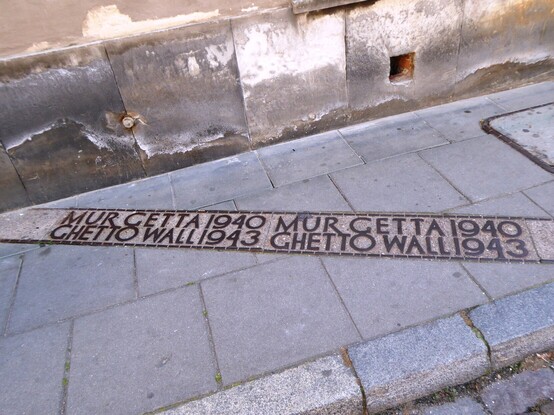 MUR GETTA 1940 MUR GETTA 1940
GHETTO WALL 1943 GHETTO WALL 1943